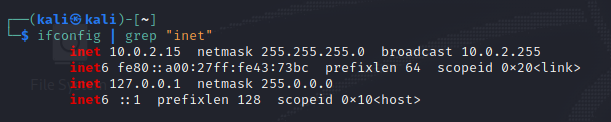 ┌──(kali㉿kali)-[~]
└─$ ifconfig | grep "inet"
inet 10.0.2.15 netmask 255.255.255.0 broadcast 10.0.2.255
inet6 fe80::a00:27ff:fe43:73bc prefixlen 64 scopeid 0×20<link>
inet 127.0.0.1 netmask 255.0.0.0
File System
inet6 ::1 prefixlen 128 scopeid 0×10<host>